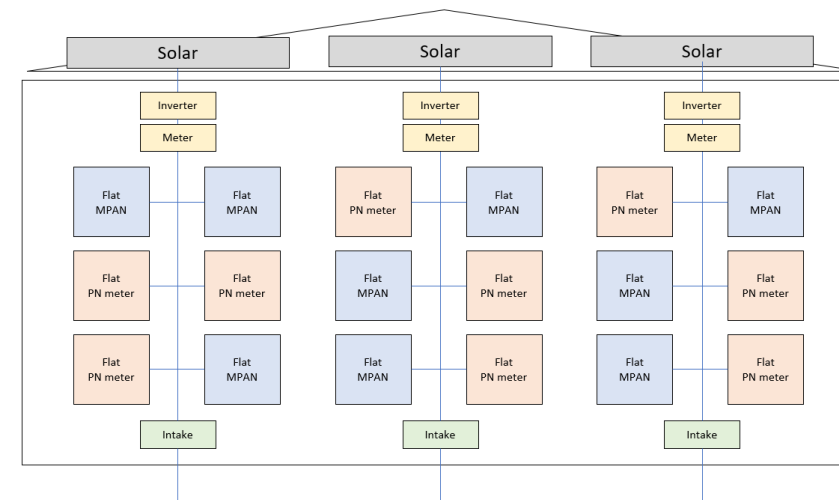 Solar
Solar
Solar
Inverter
Inverter
Inverter
Meter
Meter
Meter
Flat
MPAN
Flat
MPAN
Flat
PN meter
Flat
MPAN
Flat
PN meter
Flat
MPAN
Flat
PN meter
Flat
PN meter
Flat
MPAN
Flat
PN meter
Flat
MPAN
Flat
PN meter
Flat
PN meter
Flat
MPAN
Flat
MPAN
Flat
PN meter
Flat
MPAN
Flat
PN meter
Intake
Intake
Intake